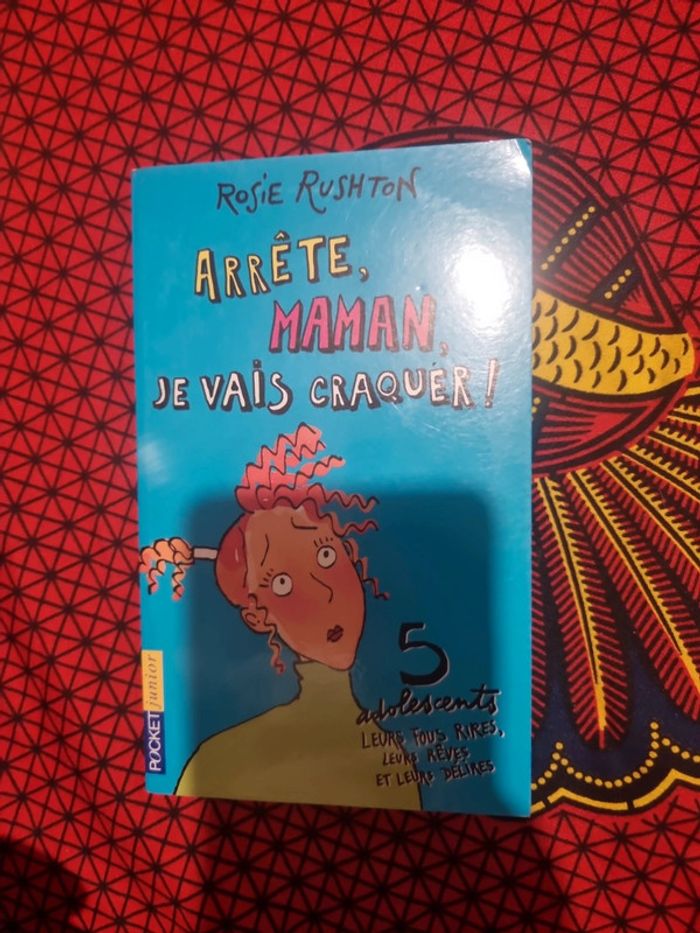 ROSIE RUSHTON
ARRÊTE,
MAMAN,
JE VAIS CRAQUER !
5
adolescents
LEURS FOUS RIRES,
LEURS RÊVES
ET LEURS DÉLIRES
POCKET junior